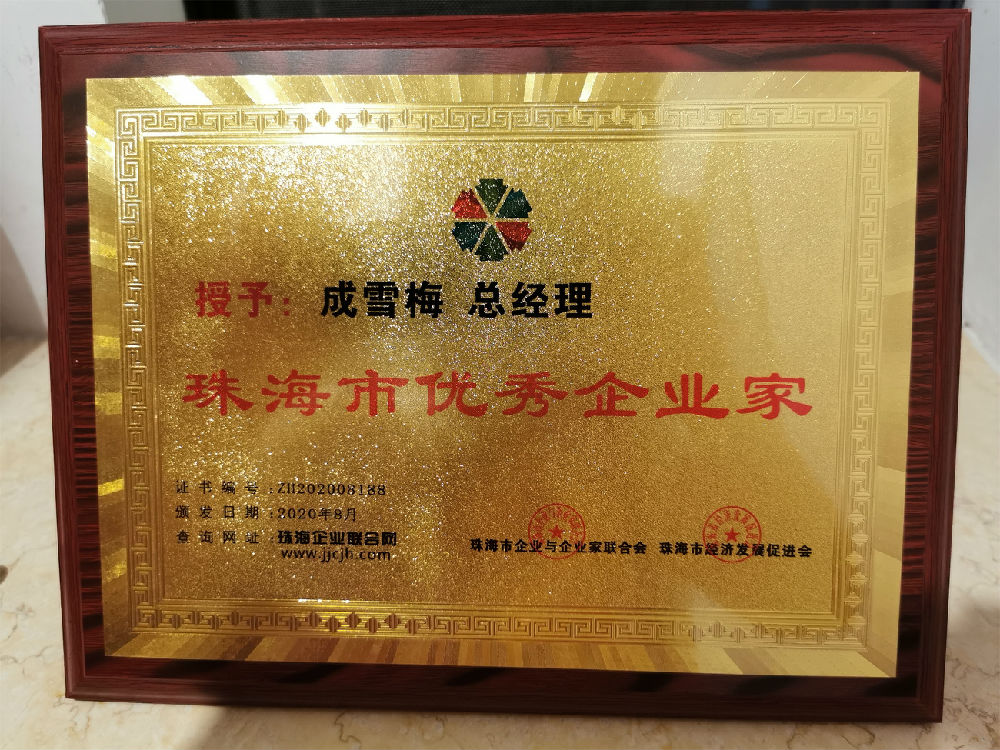 授予：成雪梅 总经理
珠海市优秀企业家
证书编号：ZH202008188
颁发日期：2020年8月
查询网址：珠海企业联合网
www.jjcjh.com
珠海市企业与企业家联合会 珠海市经济发展促进会